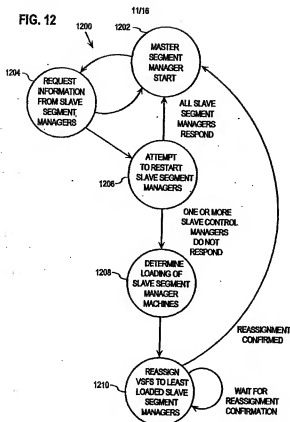 11/16
FIG. 12
1200
1202
MASTER
SEGMENT
MANAGER
START
1204
REQUEST
INFORMATION
FROM SLAVE
SEGMENT
MANAGERS
ALL SLAVE
SEGMENT
MANAGERS
RESPOND
ATTEMPT
TO RESTART
SLAVE SEGMENT
MANAGERS
1206
ONE OR MORE
SLAVE CONTROL
MANAGERS
DO NOT
RESPOND
DETERMINE
LOADING OF
SLAVE SEGMENT
MANAGER
MACHINES
1208
REASSIGNMENT
CONFIRMED
REASSIGN
VSFS TO LEAST
LOADED SLAVE
SEGMENT
MANAGERS
1210
WAIT FOR
REASSIGNMENT
CONFIRMATION